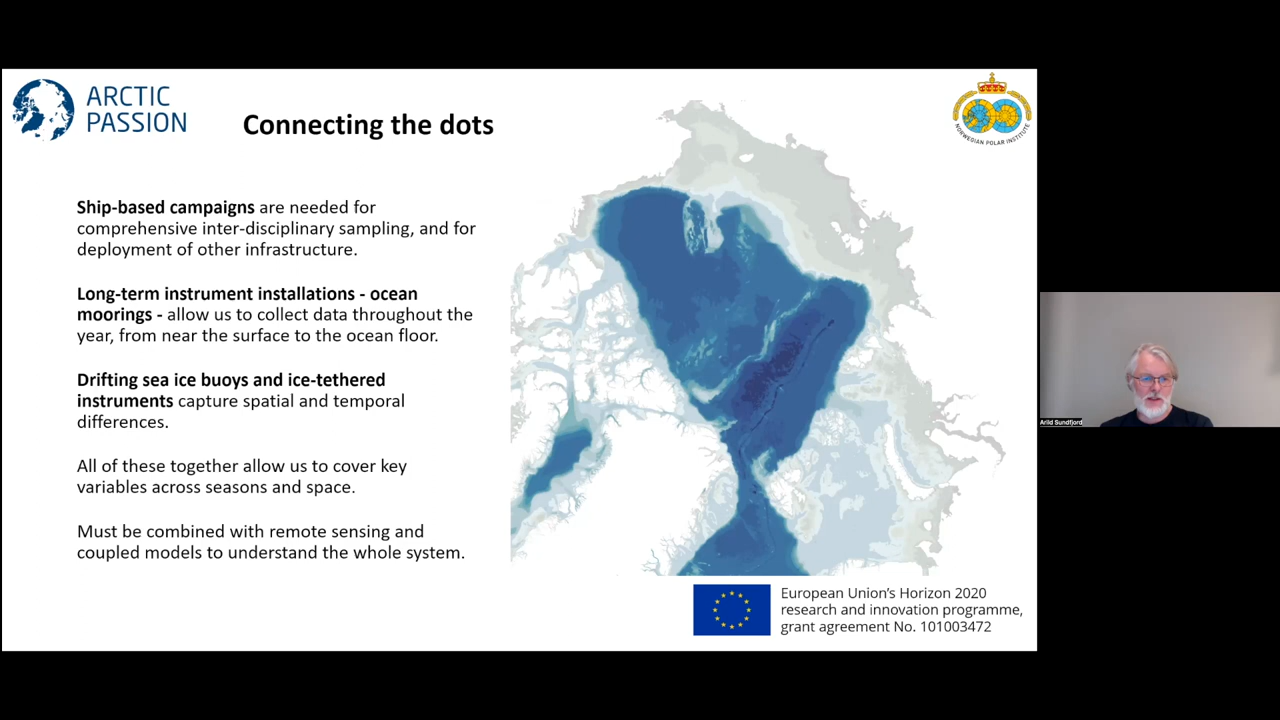 ARCTIC
PASSION
Connecting the dots
NORWEGIAN POLAR INSTITUTE
Ship-based campaigns are needed for
comprehensive inter-disciplinary sampling, and for
deployment of other infrastructure.
Long-term instrument installations - ocean
moorings - allow us to collect data throughout the
year, from near the surface to the ocean floor.
Drifting sea ice buoys and ice-tethered
instruments capture spatial and temporal
differences.
All of these together allow us to cover key
variables across seasons and space.
Must be combined with remote sensing and
coupled models to understand the whole system.
European Union's Horizon 2020
research and innovation programme,
grant agreement No. 101003472
Arild Sundfjord